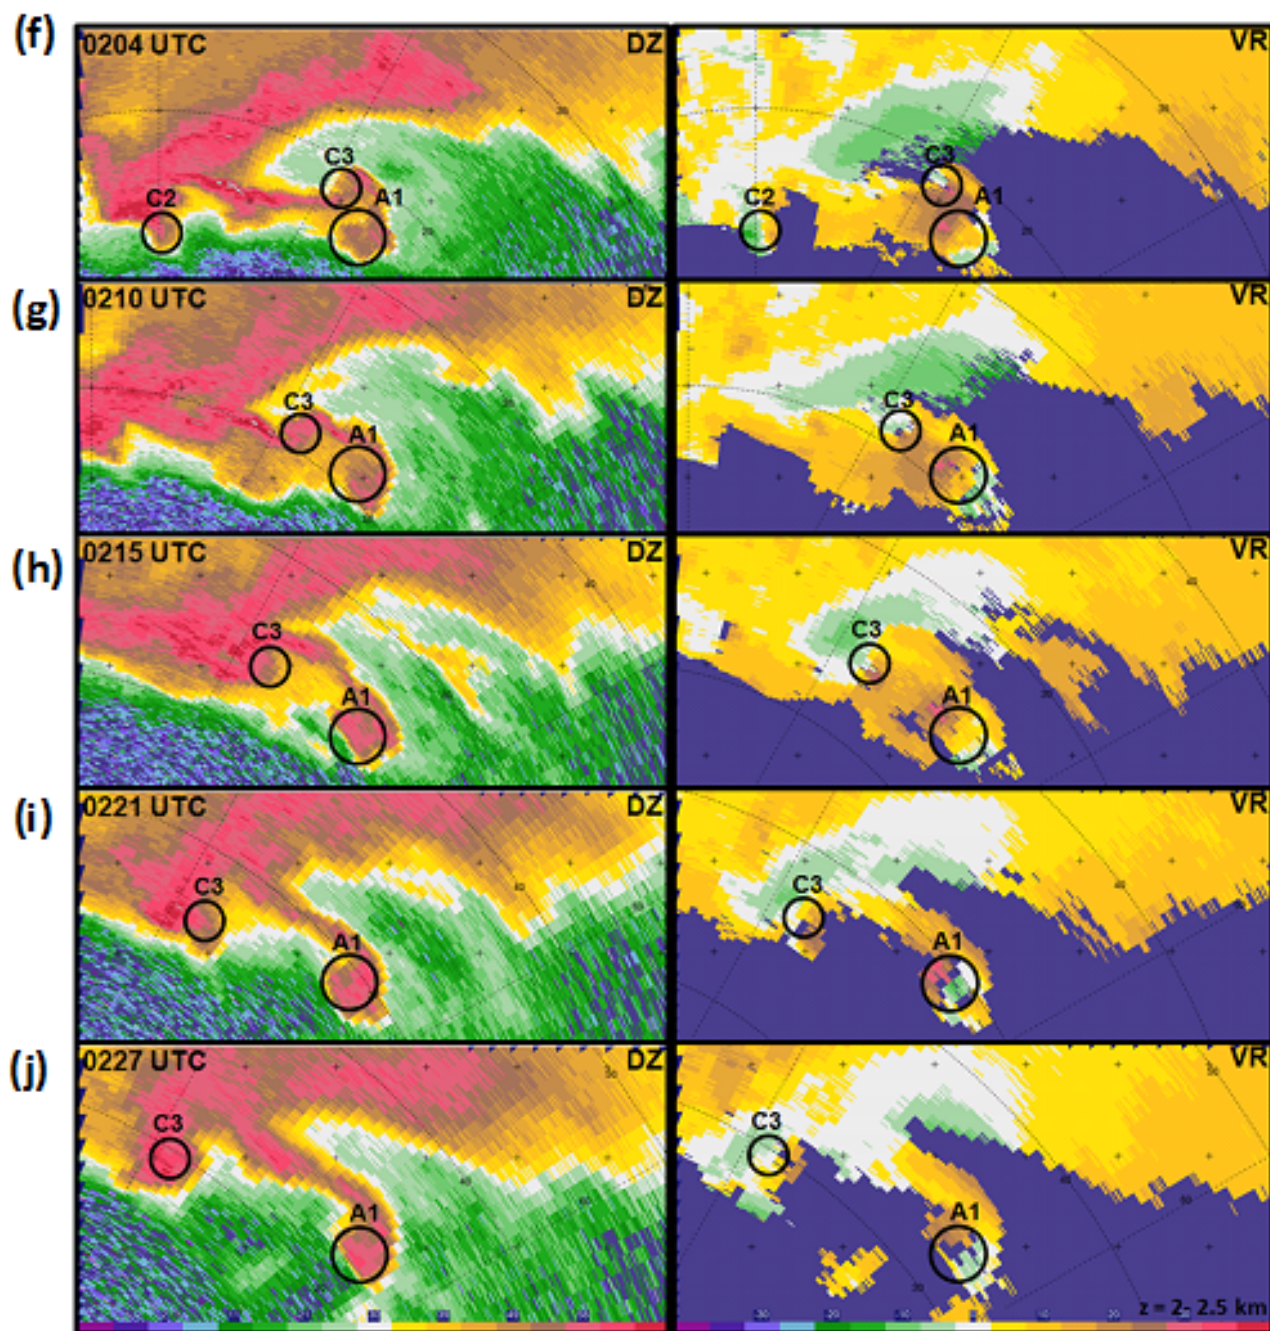 (f)
0204 UTC DZ VR
C3 C3
C2 A1 C2 A1
(g)
0210 UTC DZ VR
C3 C3
A1 A1
(h)
0215 UTC DZ VR
C3 C3
A1 A1
(i)
0221 UTC DZ VR
C3 C3
A1 A1
(j)
0227 UTC DZ VR
C3 C3
A1 A1
z = 2- 2.5 km